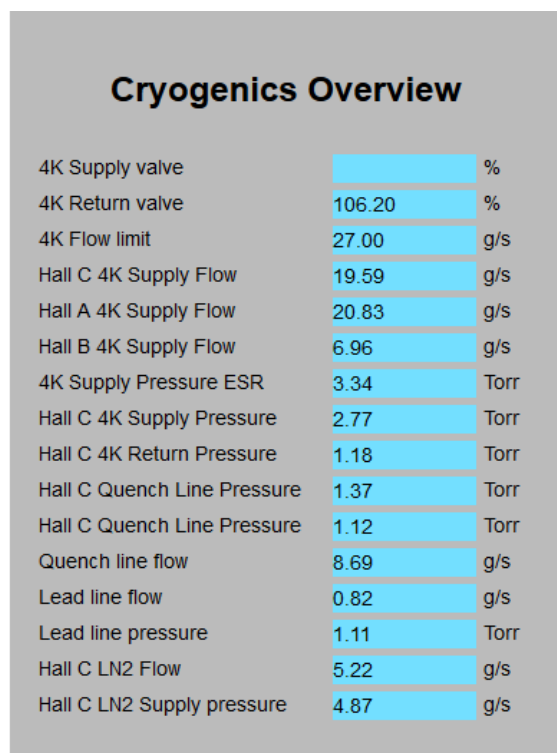 Cryogenics Overview
4K Supply valve %
4K Return valve 106.20 %
4K Flow limit 27.00 g/s
Hall C 4K Supply Flow 19.59 g/s
Hall A 4K Supply Flow 20.83 g/s
Hall B 4K Supply Flow 6.96 g/s
4K Supply Pressure ESR 3.34 Torr
Hall C 4K Supply Pressure 2.77 Torr
Hall C 4K Return Pressure 1.18 Torr
Hall C Quench Line Pressure 1.37 Torr
Hall C Quench Line Pressure 1.12 Torr
Quench line flow 8.69 g/s
Lead line flow 0.82 g/s
Lead line pressure 1.11 Torr
Hall C LN2 Flow 5.22 g/s
Hall C LN2 Supply pressure 4.87 g/s